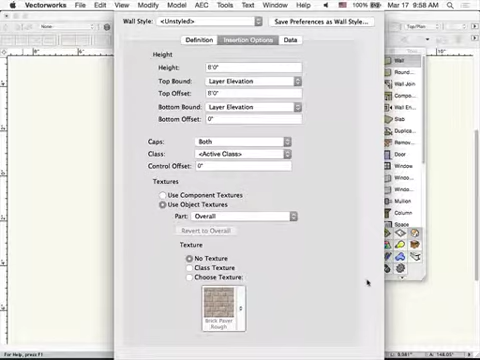 Vectorworks File Edit View Modify Model AEC Tools Text Window Help 100% Mar 17 9:58 AM
Wall Style: <Unstyled> Save Preferences as Wall Style...
Top/Plan
Definition Insertion Options Data
Height
Height: 8'0"
Top Bound: Layer Elevation
Top Offset: 8'0"
Bottom Bound: Layer Elevation
Bottom Offset: 0"
Caps: Both
Class: <Active Class>
Control Offset: 0"
Textures
Use Component Textures
Use Object Textures
Part: Overall
Revert to Overall
Texture
No Texture
Class Texture
Choose Texture:
Brick Paver
Rough
Wall
Round...
Wall Join
Compo...
Wall En...
Slab
Duplica...
Remov...
Door
Window
Window...
Mullion
Column
Space
For Help, press F1